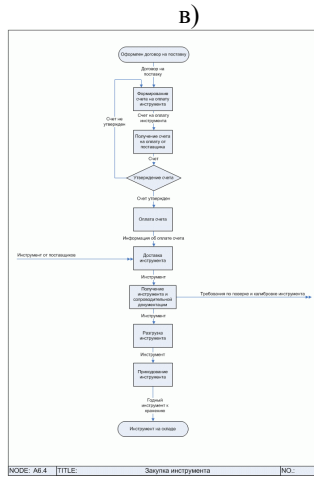 в)
Оформлен договор на поставку
Договор на
поставку
Формирование
счета на оплату
инструмента
Счет не
утвержден
Счет на оплату
инструмента
Получение счета
на оплату от
поставщика
Счет
Утверждение счета
Счет утвержден
Оплата счета
Информация об оплате счета
Инструмент от поставщиков
Доставка
инструмента
Инструмент
Получение
инструмента и
сопроводительной
документации
Требования по поверке и калибровке инструмента
Инструмент
Разгрузка
инструмента
Инструмент
Приходование
инструмента
Годный
инструмент к
хранению
Инструмент на складе
NODE: A6.4 TITLE: Закупка инструмента NO.: